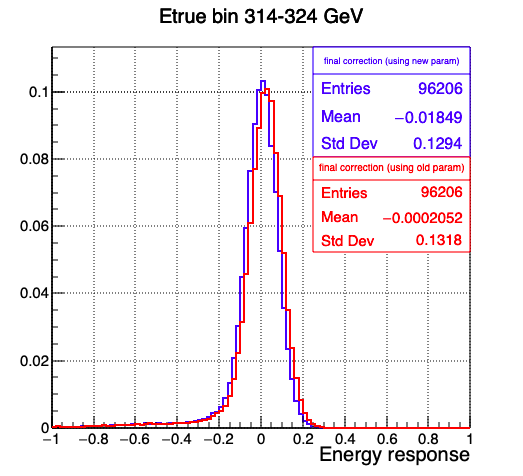 Etrue bin 314-324 GeV
final correction (using new param)
Entries 96206
Mean −0.01849
Std Dev 0.1294
final correction (using old param)
Entries 96206
Mean −0.0002052
Std Dev 0.1318
0.1
0.08
0.06
0.04
0.02
0
−1 −0.8 −0.6 −0.4 −0.2 0 0.2 0.4 0.6 0.8 1
Energy response